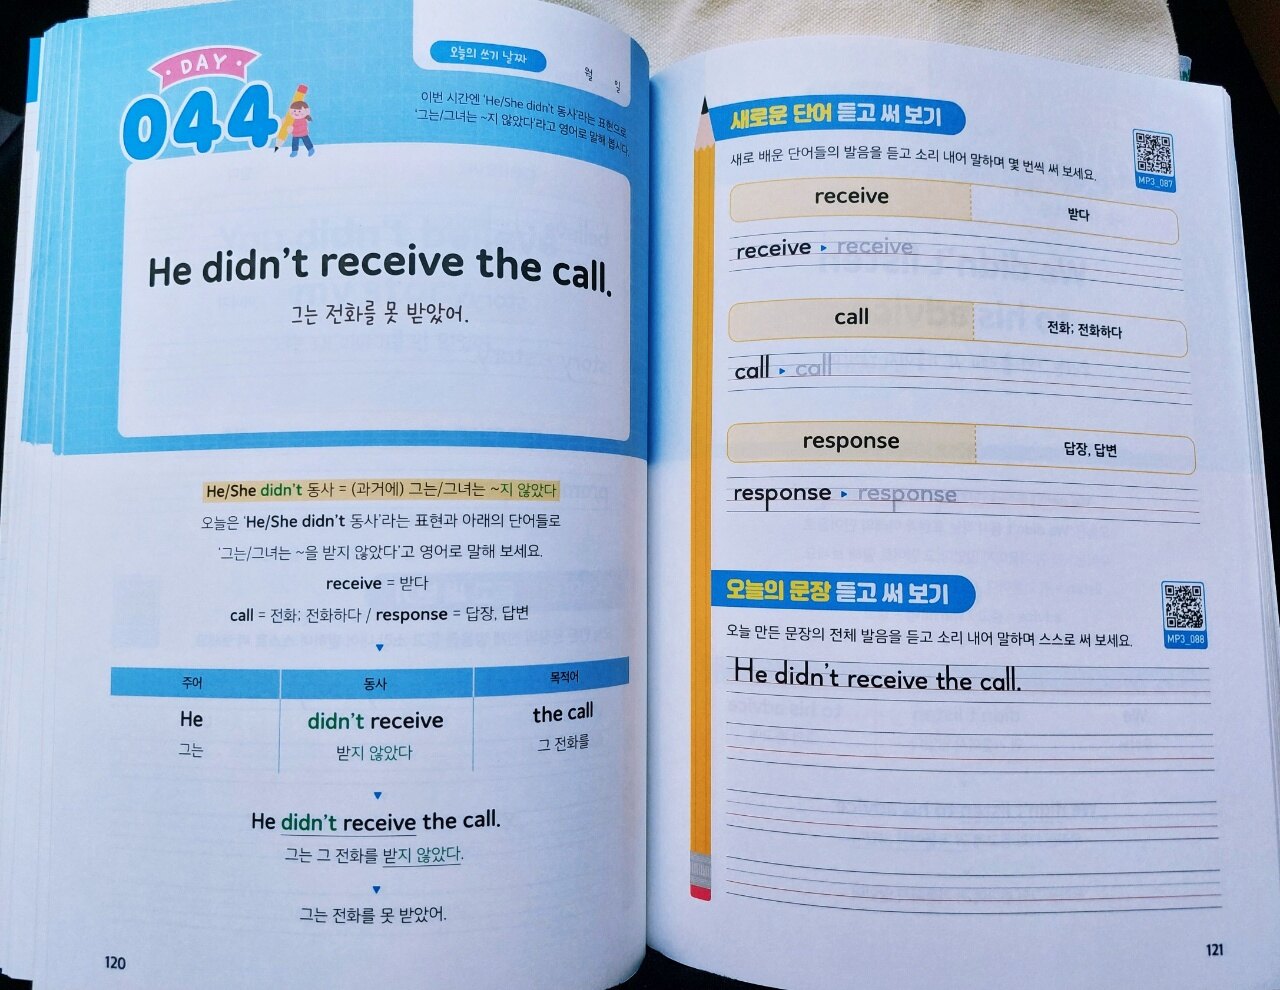 DAY
044
오늘의 쓰기 날짜
월 일
이번 시간엔 ‘He/She didn’t 동사’라는 표현으로
‘그는/그녀는 ~지 않았다’라고 영어로 말해 봅시다.
He didn’t receive the call.
그는 전화를 못 받았어.
He/She didn’t 동사 = (과거에) 그는/그녀는 ~지 않았다
오늘은 ‘He/She didn’t 동사’라는 표현과 아래의 단어들로
‘그는/그녀는 ~을 받지 않았다’고 영어로 말해 보세요.
receive = 받다
call = 전화; 전화하다 / response = 답장, 답변
주어 동사 목적어
He didn’t receive the call
그는 받지 않았다 그 전화를
He didn’t receive the call.
그는 그 전화를 받지 않았다.
그는 전화를 못 받았어.
120
새로운 단어 듣고 써 보기
새로 배운 단어들의 발음을 듣고 소리 내어 말하며 몇 번씩 써 보세요.
MP3_087
receive 받다
receive ▸ receive
call 전화; 전화하다
call ▸ call
response 답장, 답변
response ▸ response
오늘의 문장 듣고 써 보기
오늘 만든 문장의 전체 발음을 듣고 소리 내어 말하며 스스로 써 보세요.
MP3_088
He didn’t receive the call.
121